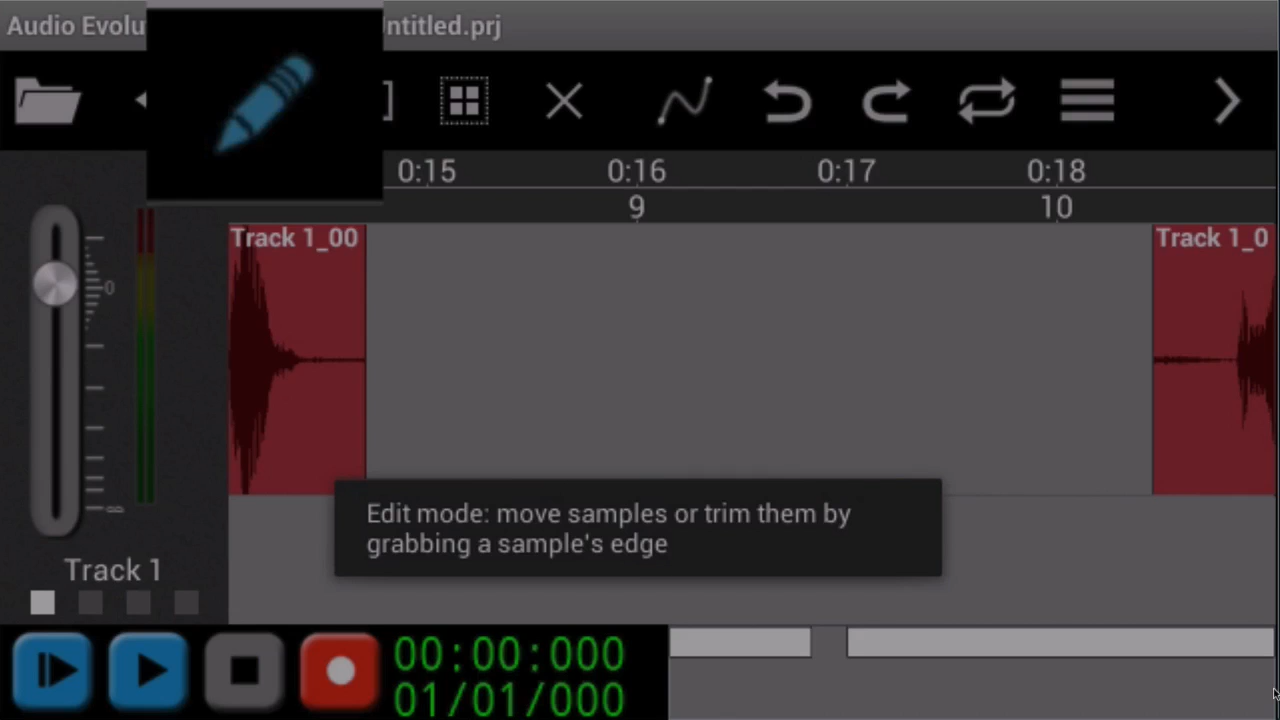 Audio Evolu
ntitled.prj
0:15 0:16 0:17 0:18
9 10
Track 1_00
Track 1_0
0
∞
Edit mode: move samples or trim them by
grabbing a sample's edge
Track 1
00:00:000
01/01/000